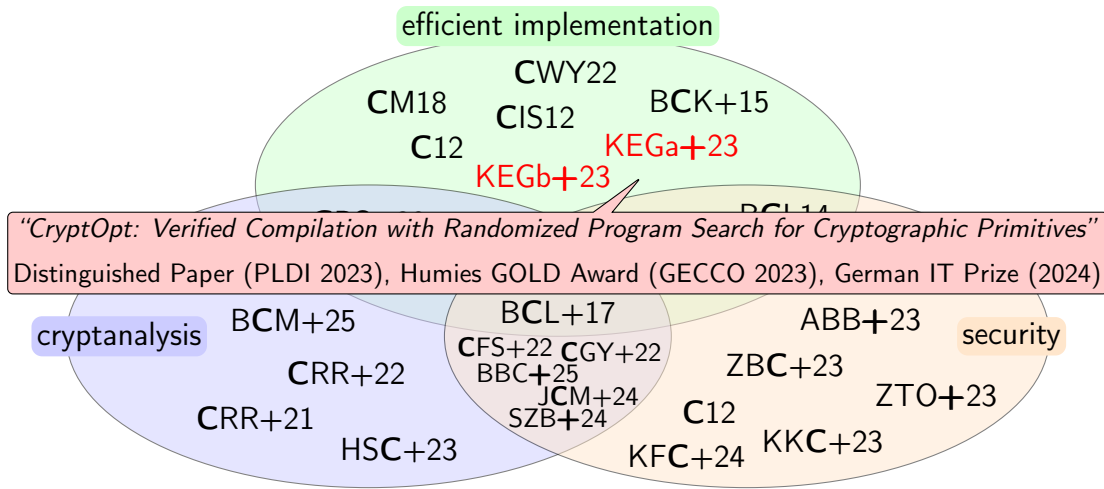 efficient implementation
CWY22
CM18
BCK+15
CIS12
C12
KEGa+23
KEGb+23
"CryptOpt: Verified Compilation with Randomized Program Search for Cryptographic Primitives"
Distinguished Paper (PLDI 2023), Humies GOLD Award (GECCO 2023), German IT Prize (2024)
BCL+17
BCM+25
ABB+23
cryptanalysis
security
CFS+22
CGY+22
BBC+25
ZBC+23
CRR+22
JCM+24
ZTO+23
CRR+21
SZB+24
C12
HSC+23
KFC+24
KKC+23